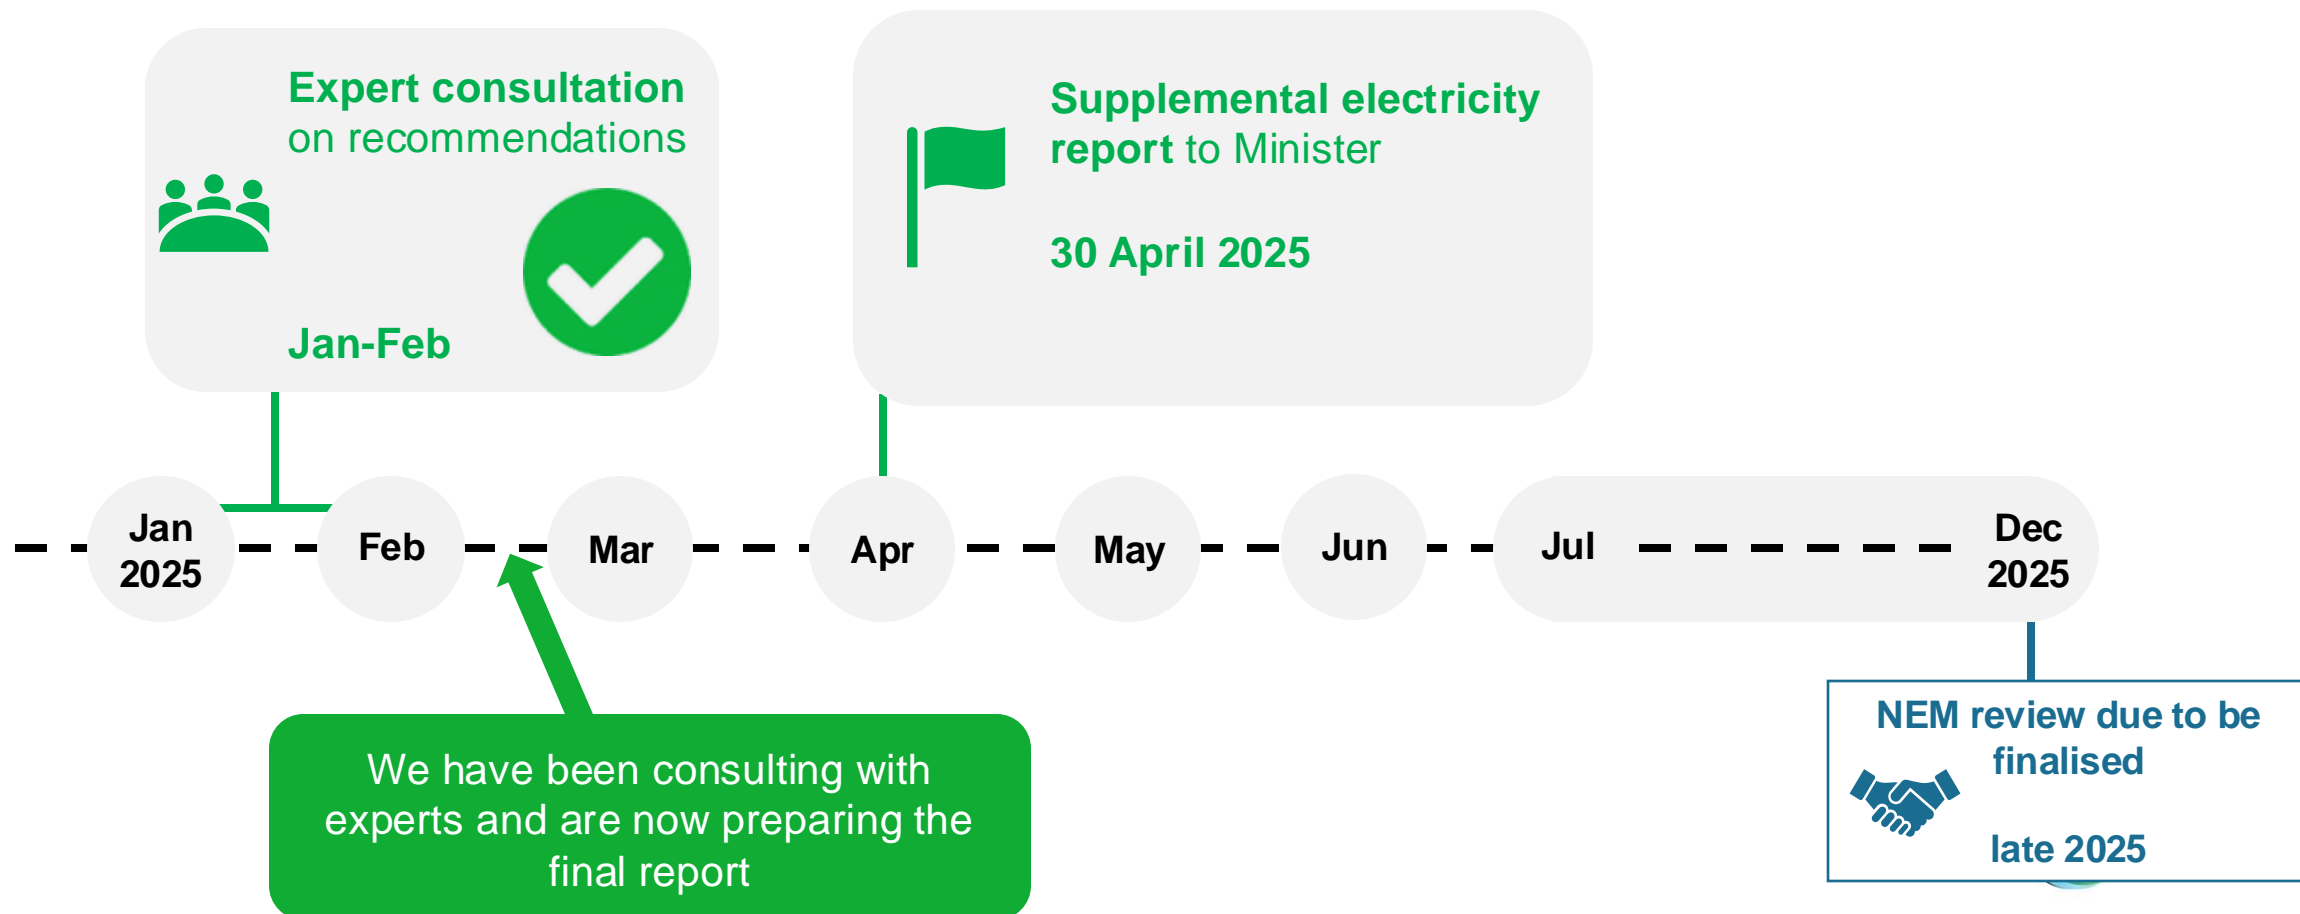 Expert consultation
on recommendations
Jan-Feb
Supplemental electricity
report to Minister
30 April 2025
Jan
2025
Feb
Mar
Apr
May
Jun
Jul
Dec
2025
We have been consulting with
experts and are now preparing the
final report
NEM review due to be
finalised
late 2025